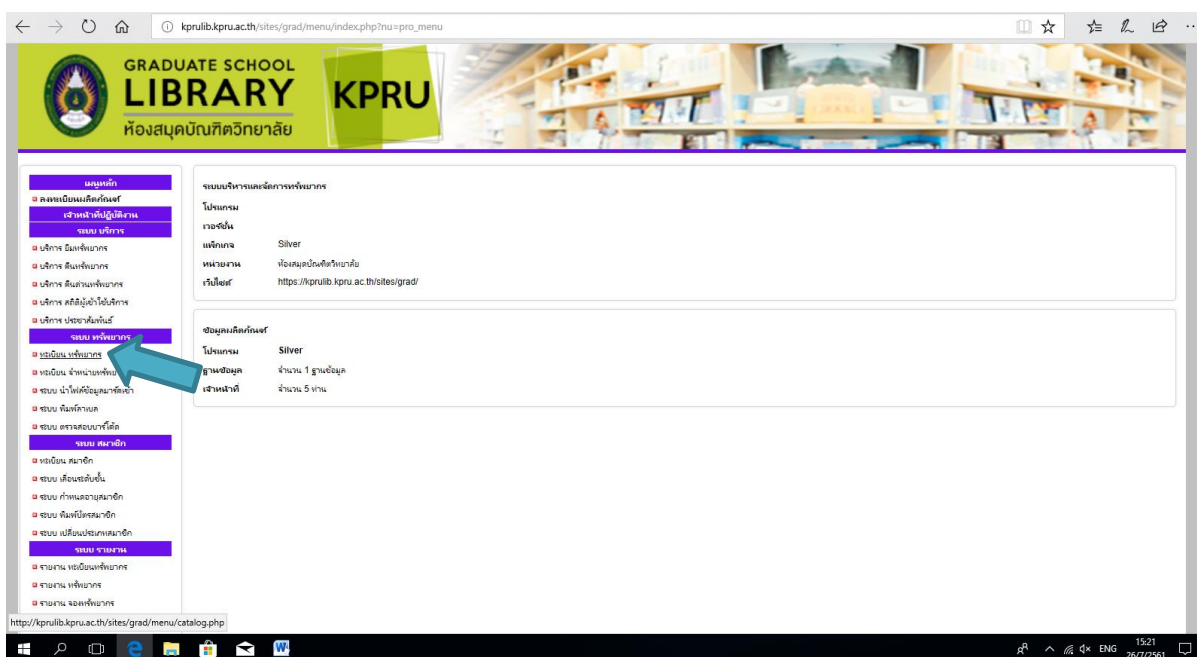 kprulib.kpru.ac.th/sites/grad/menu/index.php?nu=pro_menu
GRADUATE SCHOOL
LIBRARY
ห้องสมุดบัณฑิตวิทยาลัย
KPRU
เมนูหลัก
ลงทะเบียนผลิตภัณฑ์
เจ้าหน้าที่ปฏิบัติงาน
ระบบ บริการ
บริการ ยืมทรัพยากร
บริการ คืนทรัพยากร
บริการ คืนด่วนทรัพยากร
บริการ สถิติผู้เข้าใช้บริการ
บริการ ประชาสัมพันธ์
ระบบ ทรัพยากร
ทะเบียน ทรัพยากร
ทะเบียน จำหน่ายทรัพย
ระบบ นำไฟล์ข้อมูลมาร์คเข้า
ระบบ พิมพ์ลาเบล
ระบบ ตรวจสอบบาร์โค้ด
ระบบ สมาชิก
ทะเบียน สมาชิก
ระบบ เลื่อนระดับชั้น
ระบบ กำหนดอายุสมาชิก
ระบบ พิมพ์บัตรสมาชิก
ระบบ เปลี่ยนประเภทสมาชิก
ระบบ รายงาน
รายงาน ทะเบียนทรัพยากร
รายงาน ทรัพยากร
รายงาน จองทรัพยากร
ระบบบริหารและจัดการทรัพยากร
โปรแกรม
เวอร์ชั่น
แพ็กเกจ Silver
หน่วยงาน ห้องสมุดบัณฑิตวิทยาลัย
เว็บไซต์ https://kprulib.kpru.ac.th/sites/grad/
ข้อมูลผลิตภัณฑ์
โปรแกรม Silver
ฐานข้อมูล จำนวน 1 ฐานข้อมูล
เจ้าหน้าที่ จำนวน 5 ท่าน
http://kprulib.kpru.ac.th/sites/grad/menu/catalog.php
ENG
15:21
26/7/2561